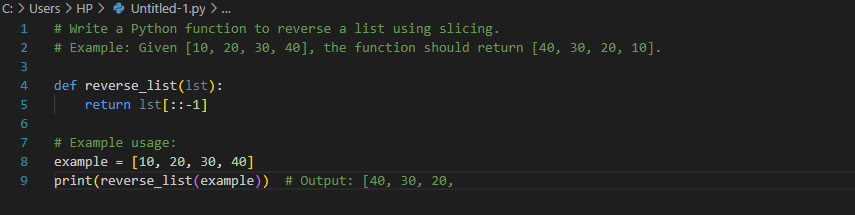 C: > Users > HP > Untitled-1.py > ...
1 # Write a Python function to reverse a list using slicing.
2 # Example: Given [10, 20, 30, 40], the function should return [40, 30, 20, 10].
3
4 def reverse_list(lst):
5     return lst[::-1]
6
7 # Example usage:
8 example = [10, 20, 30, 40]
9 print(reverse_list(example))  # Output: [40, 30, 20,